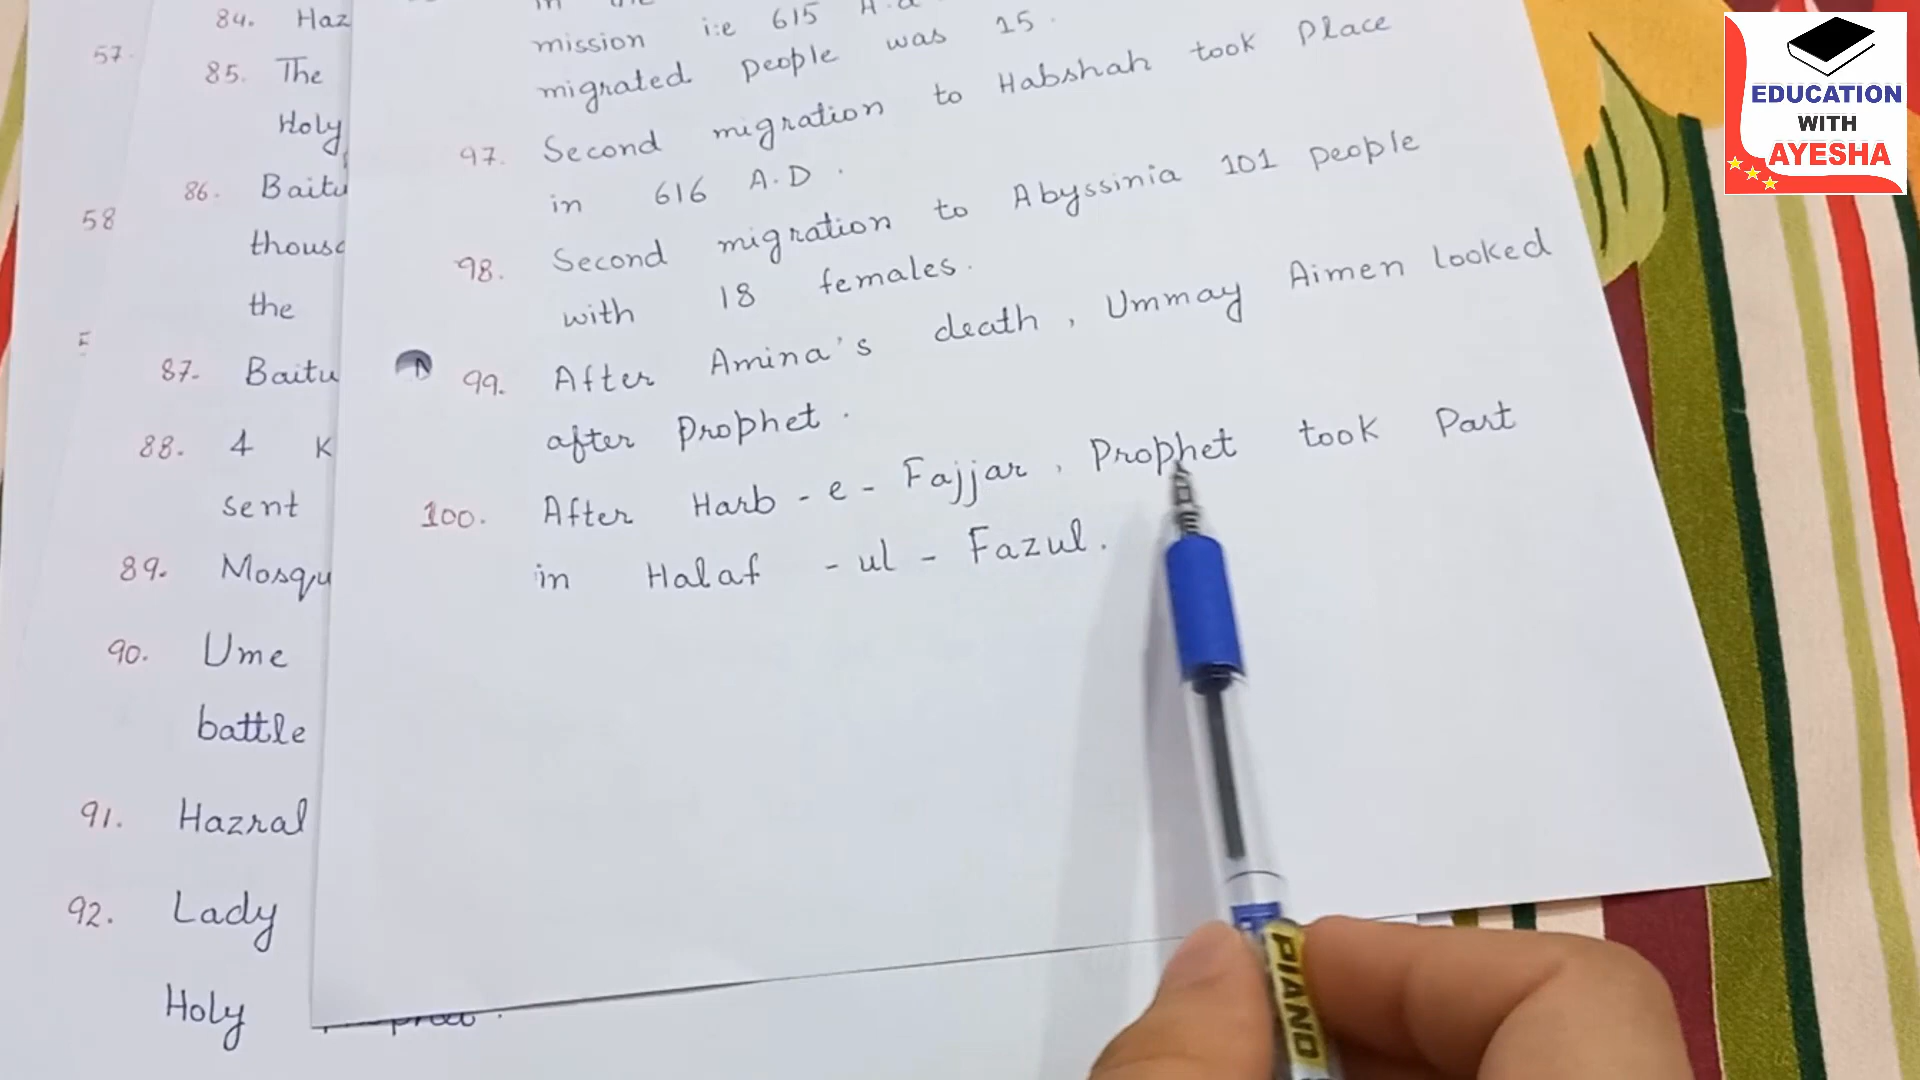 57.
58
84. Haz
85. The
Holy
86. Baitu
thous
the
87. Baitu
88. 4 K
sent
89. Mosqu
90. Ume
battle
91. Hazrat
92. Lady
Holy
mission i:e 615 A.D
migrated people was 15.
97. Second migration to Habshah took Place
in 616 A.D.
98. Second migration to Abyssinia 101 people
with 18 females.
99. After Amina's death, Ummay Aimen looked
after Prophet.
100. After Harb-e-Fajjar, Prophet took Part
in Halaf-ul-Fazul.
EDUCATION
WITH
AYESHA
PIANO